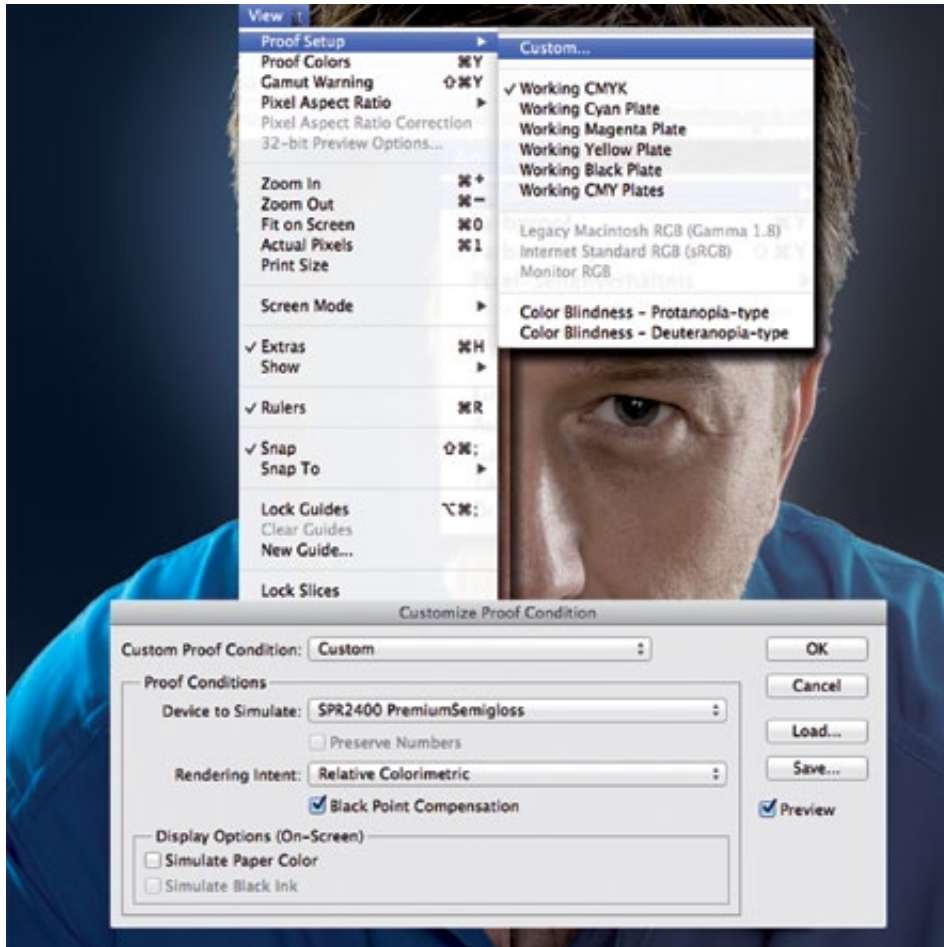 View
Proof Setup ▶
Proof Colors ⌘Y
Gamut Warning ⇧⌘Y
Pixel Aspect Ratio ▶
Pixel Aspect Ratio Correction
32-bit Preview Options...
Zoom In ⌘+
Zoom Out ⌘–
Fit on Screen ⌘0
Actual Pixels ⌘1
Print Size
Screen Mode ▶
✓ Extras ⌘H
Show ▶
✓ Rulers ⌘R
✓ Snap ⇧⌘;
Snap To ▶
Lock Guides ⌥⌘;
Clear Guides
New Guide...
Lock Slices
Custom...
✓ Working CMYK
Working Cyan Plate
Working Magenta Plate
Working Yellow Plate
Working Black Plate
Working CMY Plates
Legacy Macintosh RGB (Gamma 1.8)
Internet Standard RGB (sRGB)
Monitor RGB
Color Blindness – Protanopia-type
Color Blindness – Deuteranopia-type
Customize Proof Condition
Custom Proof Condition: Custom
OK
Proof Conditions
Cancel
Device to Simulate: SPR2400 PremiumSemigloss
Load...
Preserve Numbers
Rendering Intent: Relative Colorimetric
Save...
Black Point Compensation
Preview
Display Options (On-Screen)
Simulate Paper Color
Simulate Black Ink